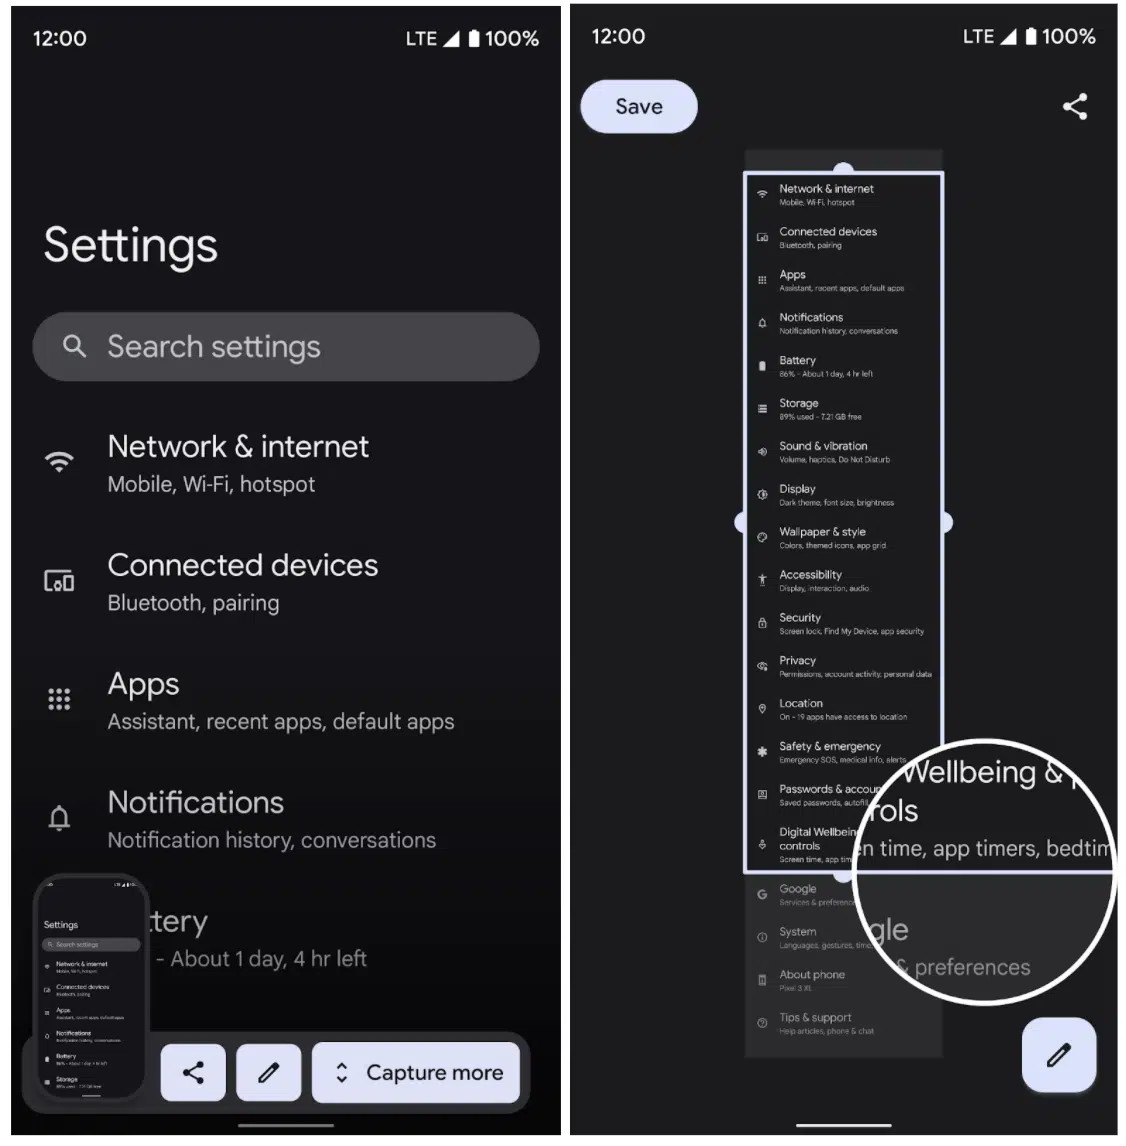 12:00
LTE 100%
Settings
Search settings
Network & internet
Mobile, Wi-Fi, hotspot
Connected devices
Bluetooth, pairing
Apps
Assistant, recent apps, default apps
Notifications
Notification history, conversations
ttery
- About 1 day, 4 hr left
LTE
Settings
Search settings
Network & internet
Mobile, Wi-Fi, hotspot
Connected devices
Bluetooth, pairing
Apps
Assistant, recent apps, default apps
Notifications
Notification history, conversations
Battery
86% - About 1 day, 4 hr left
Storage
89% used - 7.21 GB free
Capture more
12:00
LTE 100%
Save
Network & internet
Mobile, Wi-Fi, hotspot
Connected devices
Bluetooth, pairing
Apps
Assistant, recent apps, default apps
Notifications
Notification history, conversations
Battery
86% - About 1 day, 4 hr left
Storage
89% used - 7.21 GB free
Sound & vibration
Volume, haptics, Do Not Disturb
Display
Dark theme, font size, brightness
Wallpaper & style
Colors, themed icons, app grid
Accessibility
Display, interaction, audio
Security
Screen lock, Find My Device, app security
Privacy
Permissions, account activity, personal data
Location
On - 19 apps have access to location
Safety & emergency
Emergency SOS, medical info, alerts
Passwords & accoun
Saved passwords, autofil
Digital Wellbein
controls
Screen time, app tim
Wellbeing & p
rols
en time, app timers, bedtim
Google
Services & preferenc
gle
& preferences
System
Languages, gestures, time,
About phone
Pixel 3 XL
Tips & support
Help articles, phone & chat